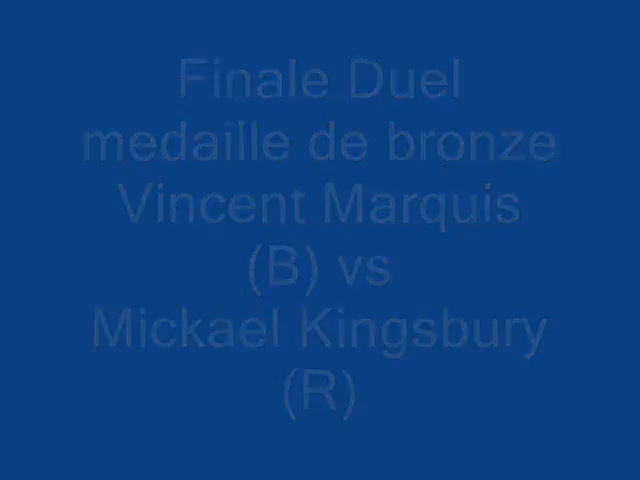 Finale Duel
medaille de bronze
Vincent Marquis
(B) vs
Mickael Kingsbury
(R)